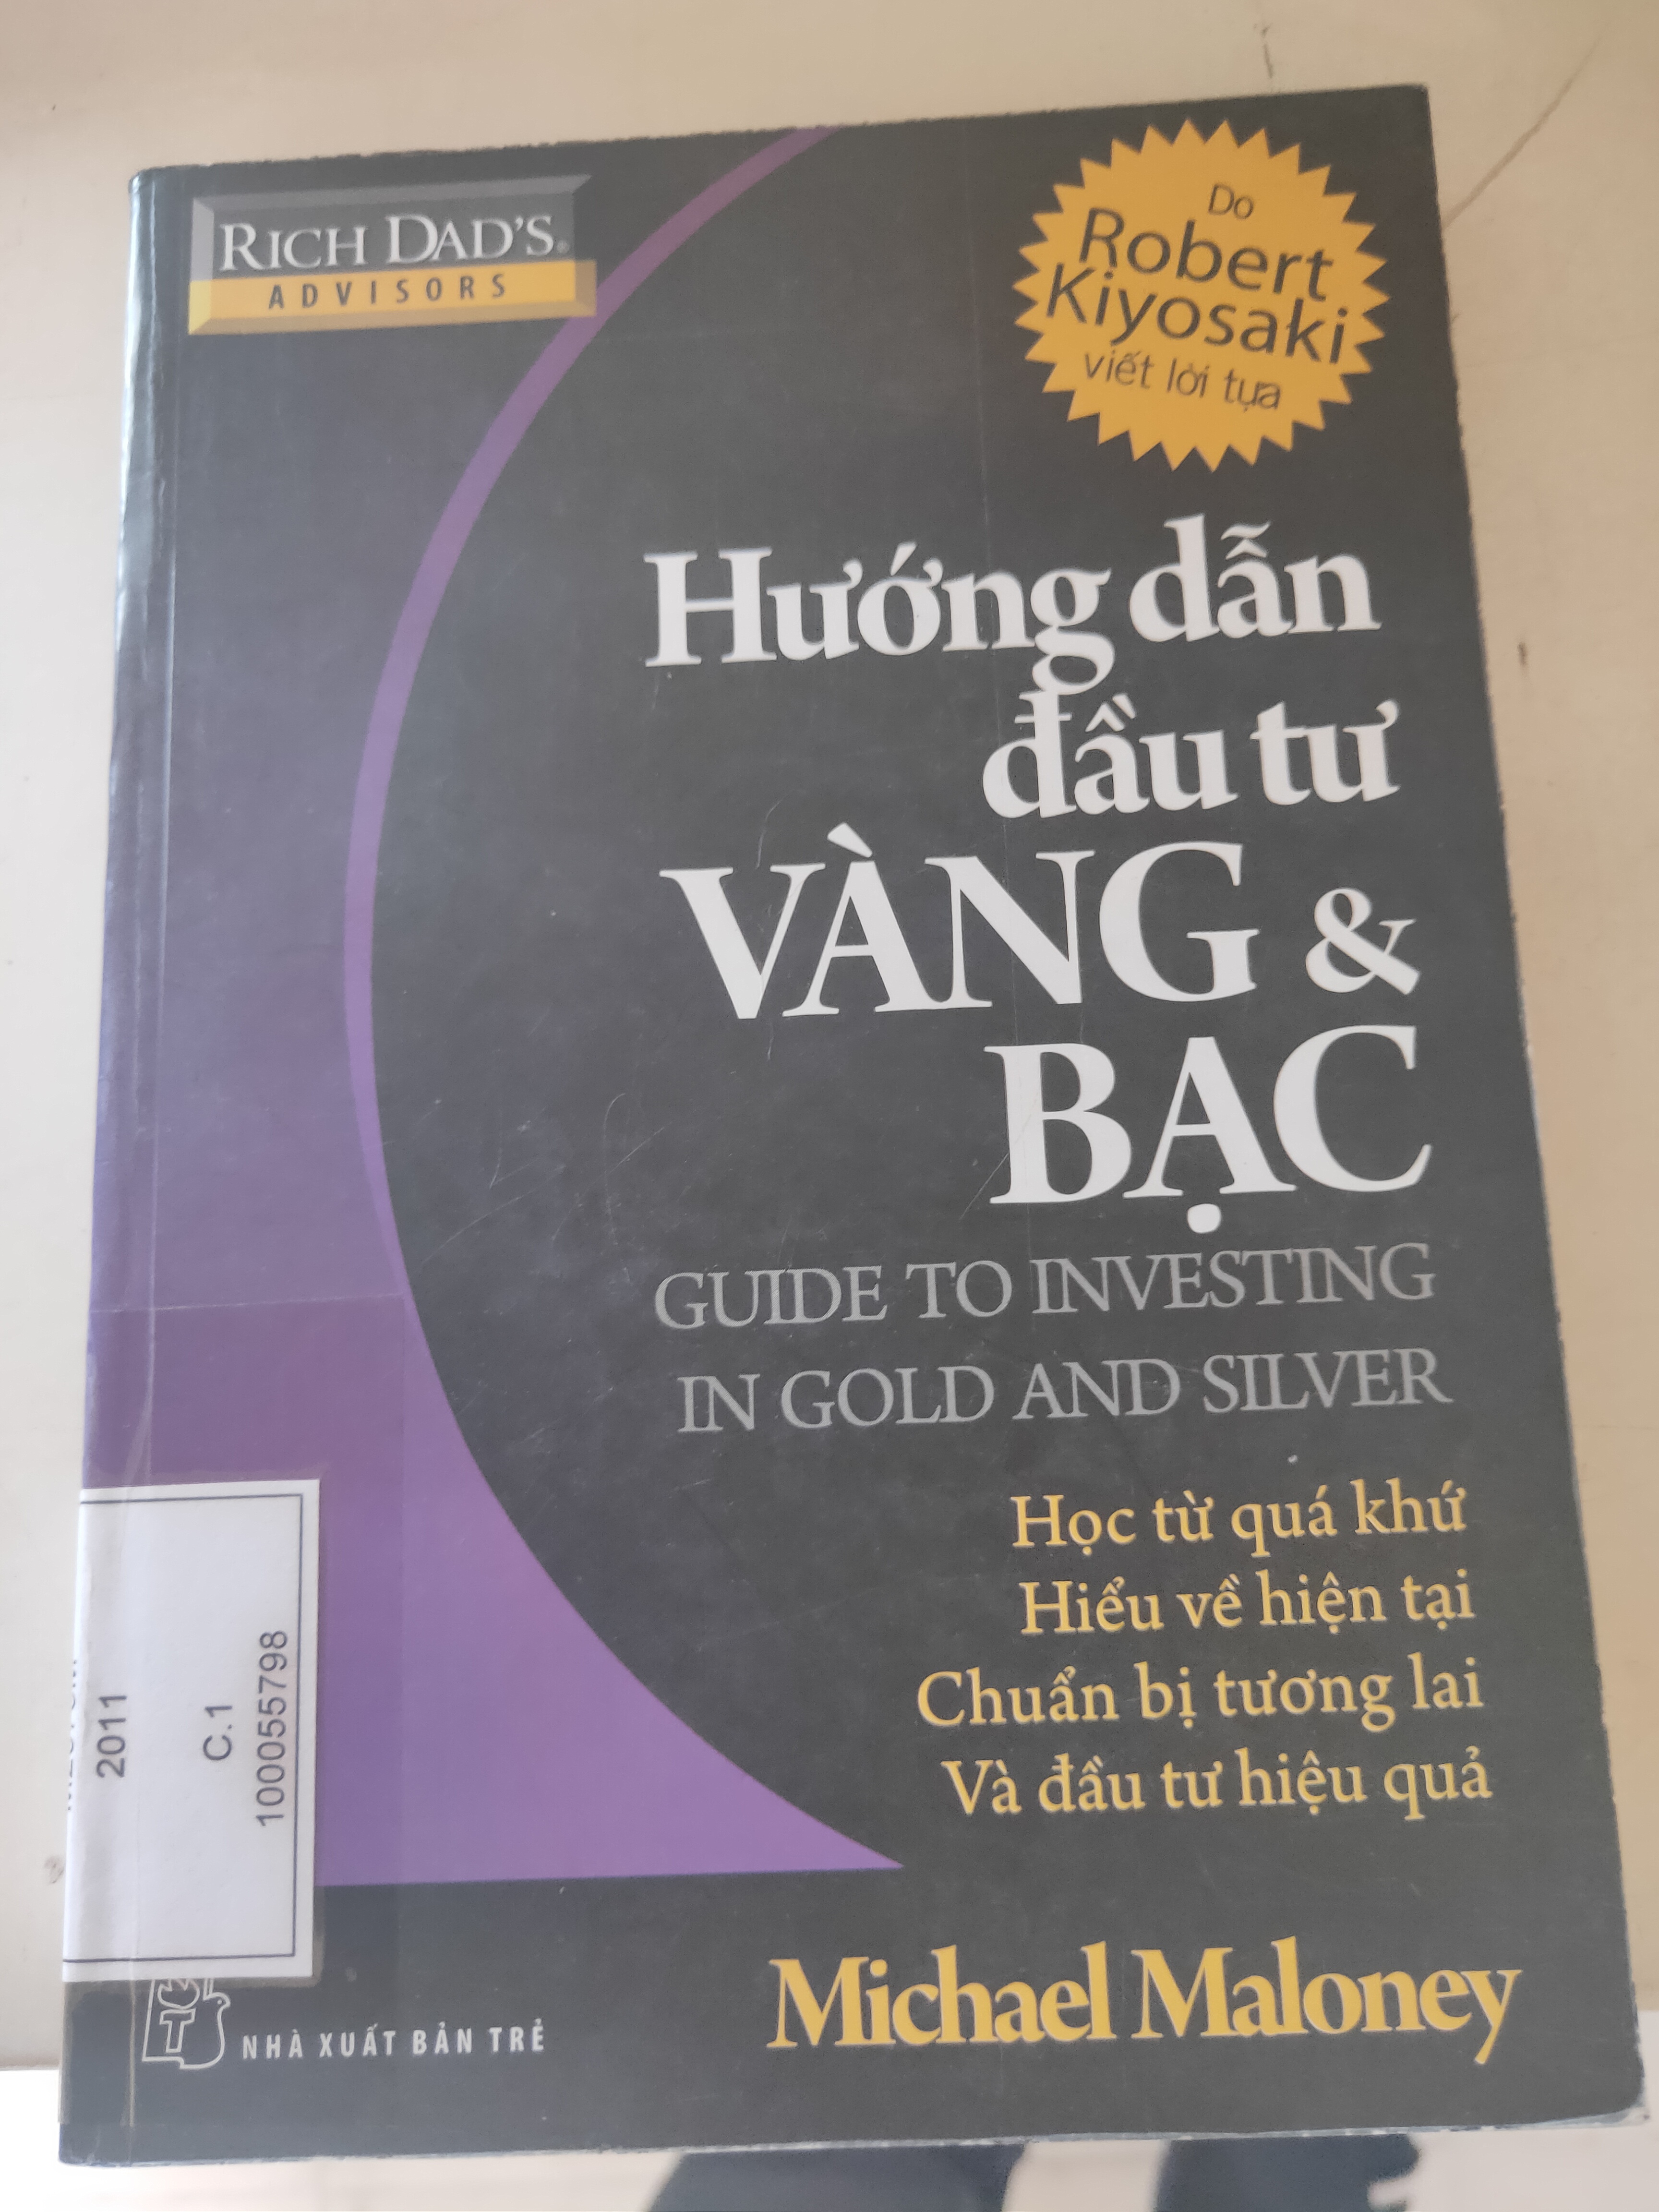 RICH DAD'S®
ADVISORS
Do
Robert
Kiyosaki
viết lời tựa
Hướng dẫn
đầu tư
VÀNG &
BẠC
GUIDE TO INVESTING
IN GOLD AND SILVER
Học từ quá khứ
Hiểu về hiện tại
Chuẩn bị tương lai
Và đầu tư hiệu quả
2011
C.1
100055798
NHÀ XUẤT BẢN TRẺ
Michael Maloney